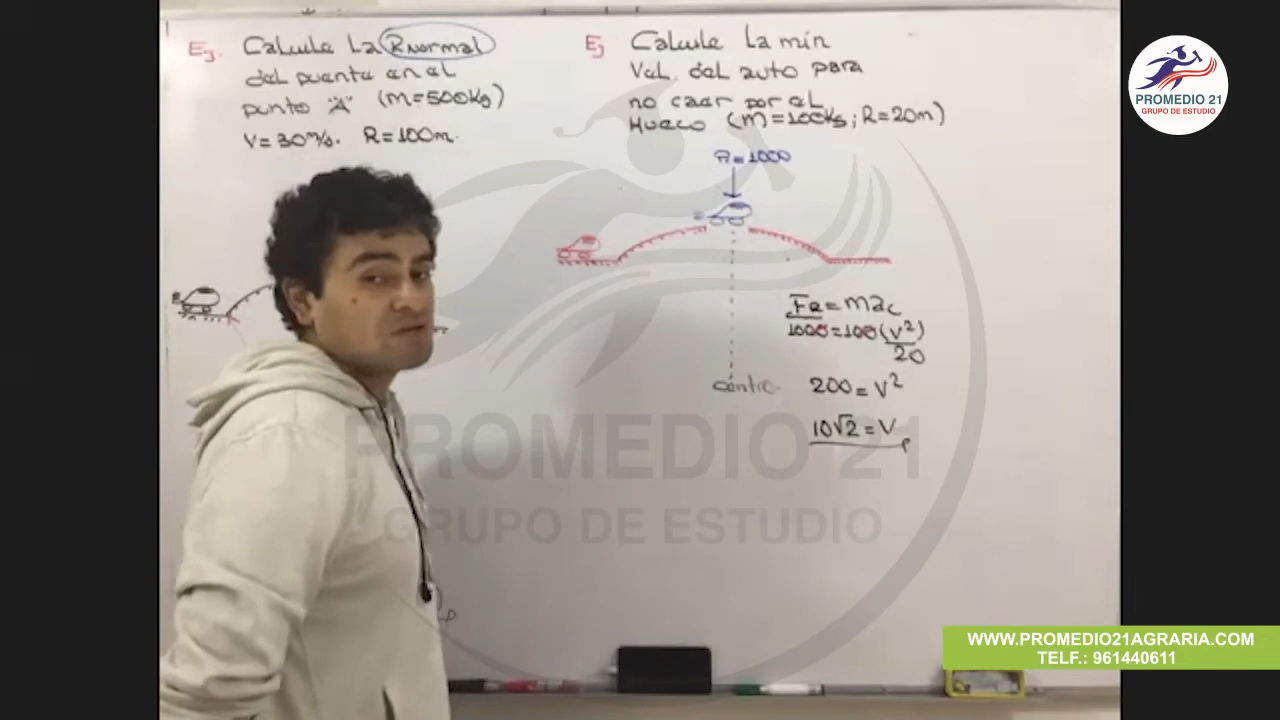 Ej. Calcule la Rnormal
del puente en el
punto "A" (m=500Kg)
V=30m/s. R=100m.
Ej Calcule la min
Vel. del auto para
no caer por el
Hueco (m=100Kg; R=20m)
= 1000
FR = mac
1000=100(V²)
20
200 = V²
10√2 = V
Centro
PROMEDIO 21
GRUPO DE ESTUDIO
PROMEDIO 21
GRUPO DE ESTUDIO
WWW.PROMEDIO21AGRARIA.COM
TELF.: 961440611